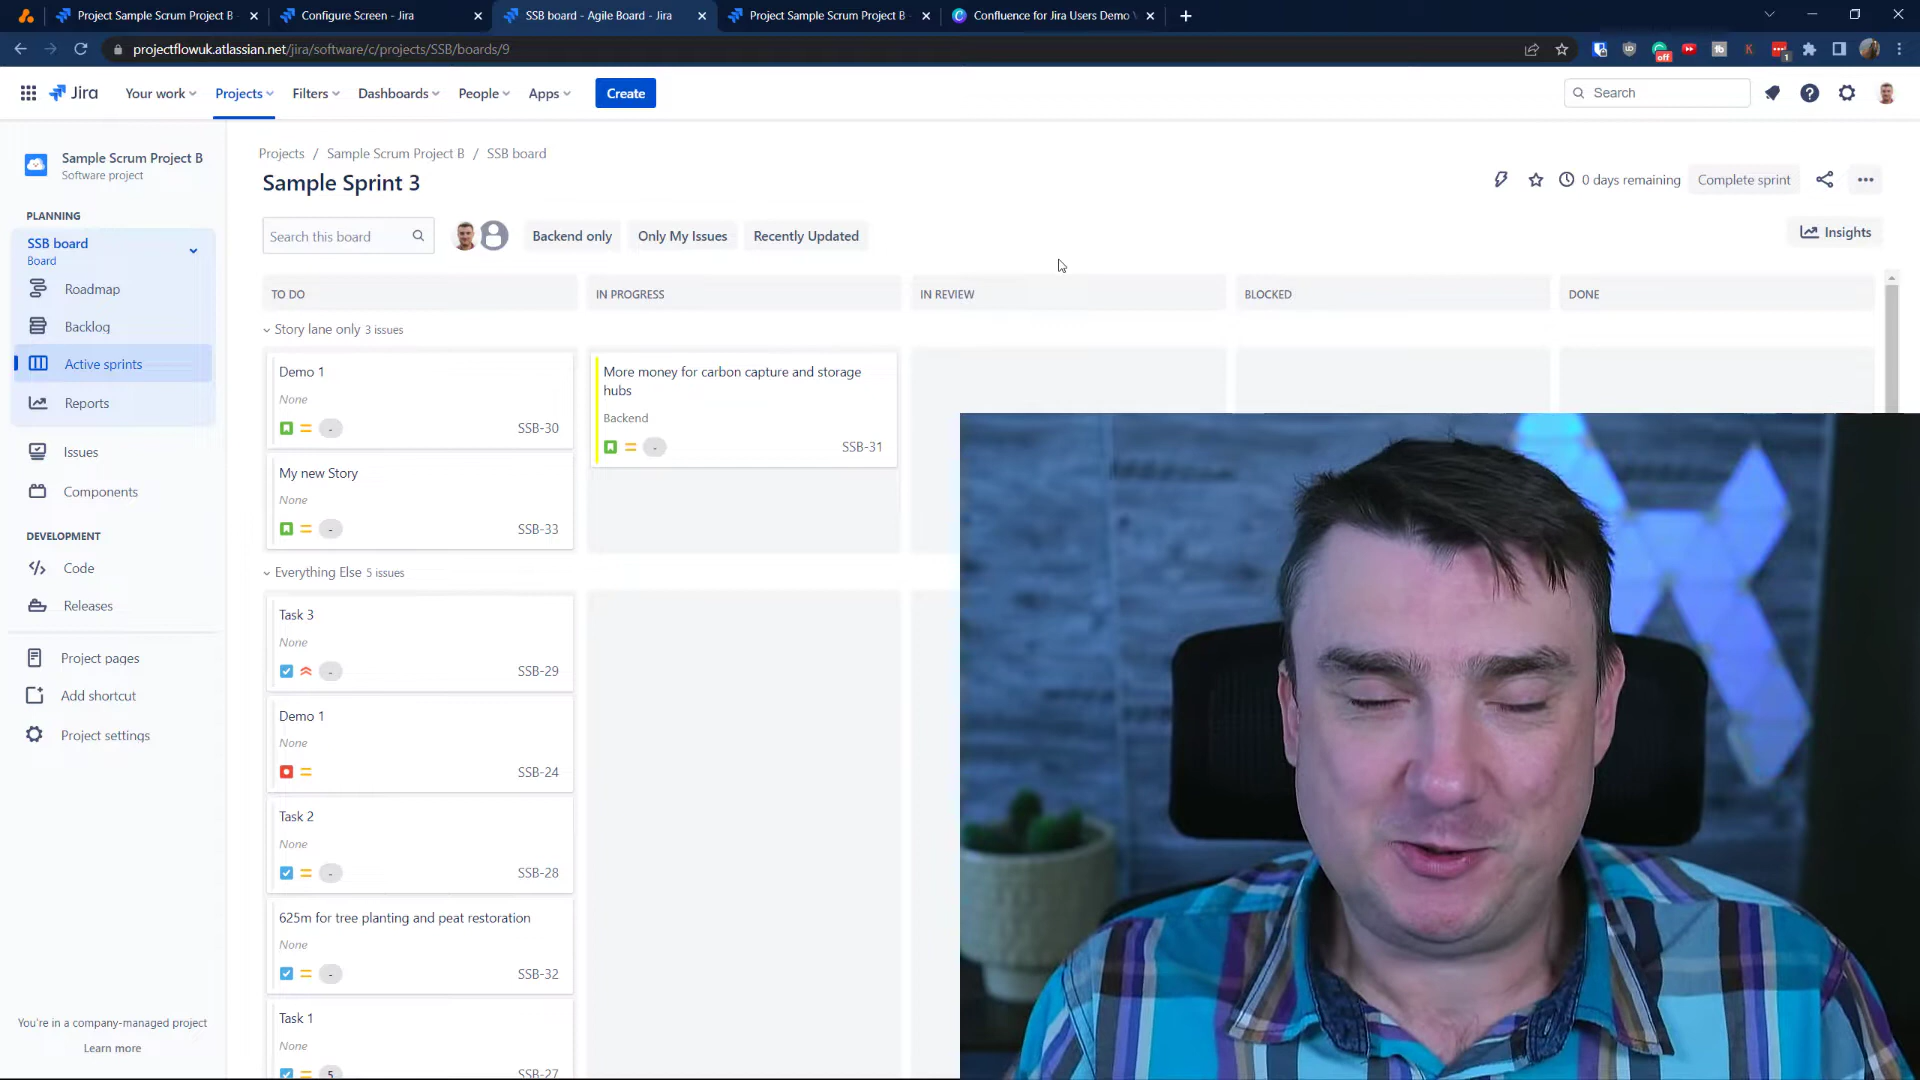 Project Sample Scrum Project B -
Configure Screen - Jira
SSB board - Agile Board - Jira
Project Sample Scrum Project B -
Confluence for Jira Users Demo
projectflowuk.atlassian.net/jira/software/c/projects/SSB/boards/9
off
1
Jira
Your work
Projects
Filters
Dashboards
People
Apps
Create
Search
Sample Scrum Project B
Software project
PLANNING
SSB board
Board
Roadmap
Backlog
Active sprints
Reports
Issues
Components
DEVELOPMENT
Code
Releases
Project pages
Add shortcut
Project settings
You're in a company-managed project
Learn more
Projects / Sample Scrum Project B / SSB board
Sample Sprint 3
0 days remaining
Complete sprint
Search this board
Backend only
Only My Issues
Recently Updated
Insights
TO DO
IN PROGRESS
IN REVIEW
BLOCKED
DONE
Story lane only 3 issues
Demo 1
None
-
SSB-30
More money for carbon capture and storage
hubs
Backend
-
SSB-31
My new Story
None
-
SSB-33
Everything Else 5 issues
Task 3
None
-
SSB-29
Demo 1
None
SSB-24
Task 2
None
-
SSB-28
625m for tree planting and peat restoration
None
-
SSB-32
Task 1
None
5
SSB-27